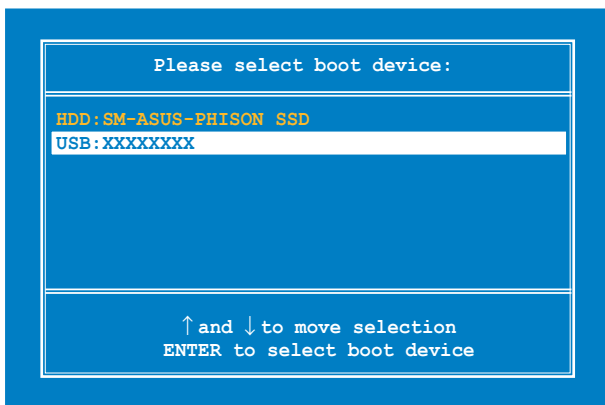 Please select boot device:
HDD:SM-ASUS-PHISON SSD
USB:XXXXXXXX
↑ and ↓ to move selection
ENTER to select boot device